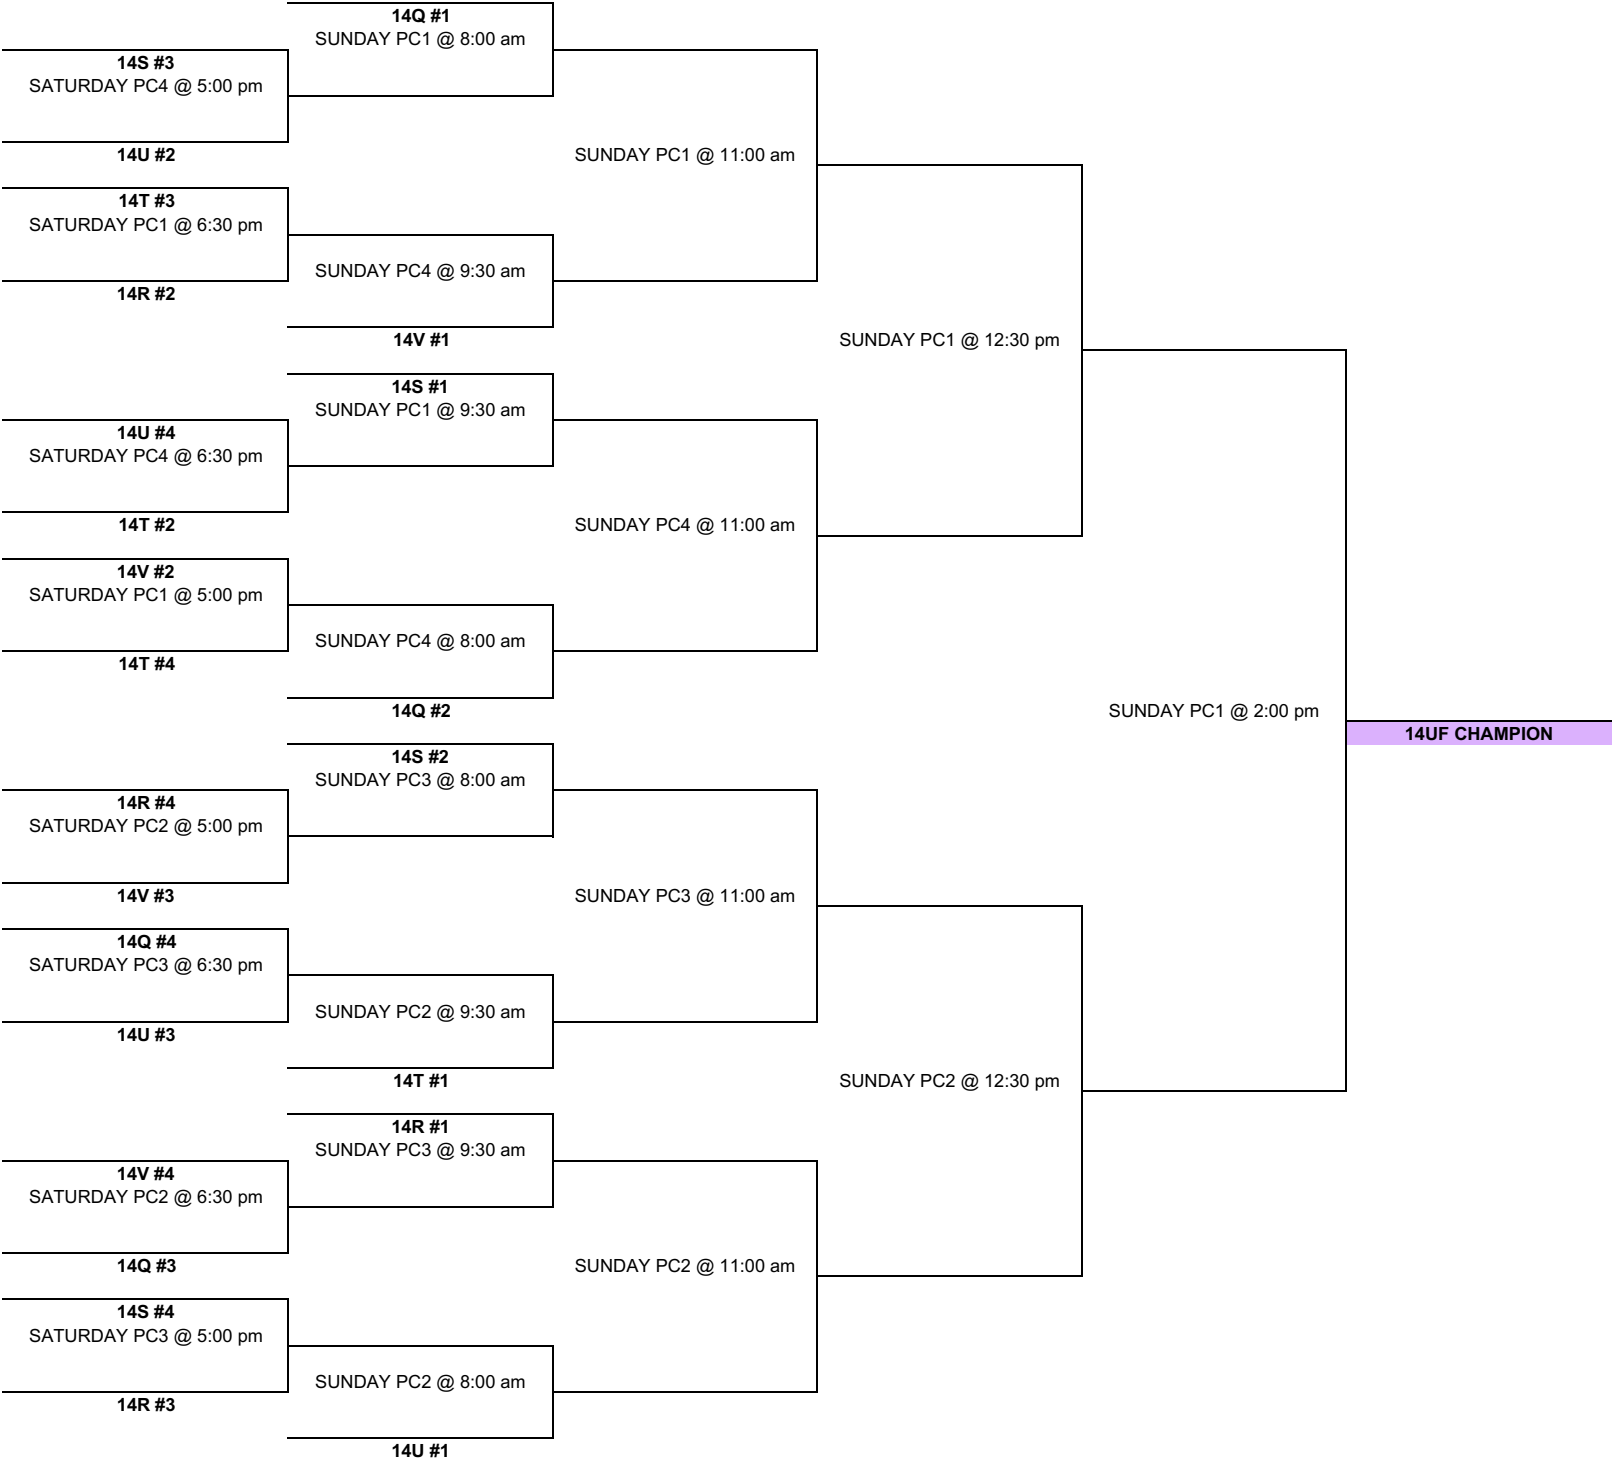 14Q #1
SUNDAY PC1 @ 8:00 am
14S #3
SATURDAY PC4 @ 5:00 pm
14U #2
SUNDAY PC1 @ 11:00 am
14T #3
SATURDAY PC1 @ 6:30 pm
SUNDAY PC4 @ 9:30 am
14R #2
14V #1
SUNDAY PC1 @ 12:30 pm
14S #1
SUNDAY PC1 @ 9:30 am
14U #4
SATURDAY PC4 @ 6:30 pm
14T #2
SUNDAY PC4 @ 11:00 am
14V #2
SATURDAY PC1 @ 5:00 pm
SUNDAY PC4 @ 8:00 am
14T #4
14Q #2
SUNDAY PC1 @ 2:00 pm
14UF CHAMPION
14S #2
SUNDAY PC3 @ 8:00 am
14R #4
SATURDAY PC2 @ 5:00 pm
14V #3
SUNDAY PC3 @ 11:00 am
14Q #4
SATURDAY PC3 @ 6:30 pm
SUNDAY PC2 @ 9:30 am
14U #3
14T #1
SUNDAY PC2 @ 12:30 pm
14R #1
SUNDAY PC3 @ 9:30 am
14V #4
SATURDAY PC2 @ 6:30 pm
14Q #3
SUNDAY PC2 @ 11:00 am
14S #4
SATURDAY PC3 @ 5:00 pm
SUNDAY PC2 @ 8:00 am
14R #3
14U #1